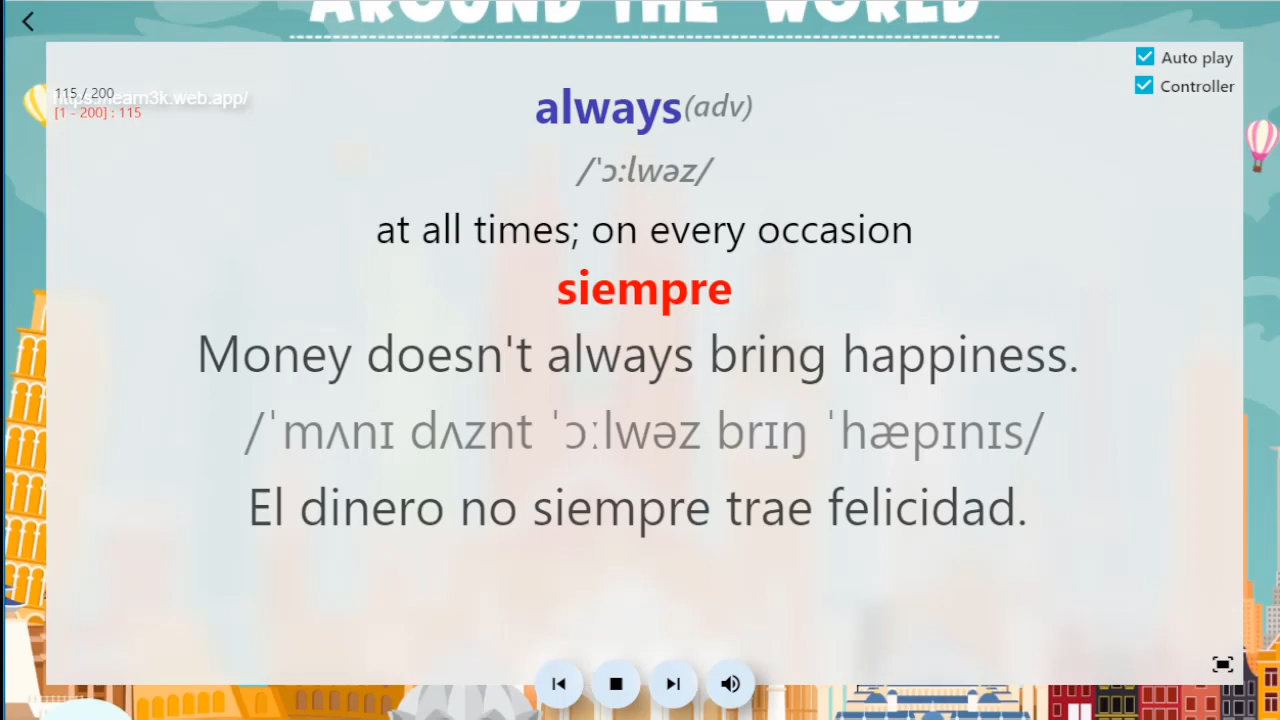 AROUND THE WORLD
Auto play
Controller
115 / 200
https://learn3k.web.app/
[1 - 200] : 115
always(adv)
/ˈɔ:lwəz/
at all times; on every occasion
siempre
Money doesn't always bring happiness.
/ˈmʌnɪ dʌznt ˈɔːlwəz brɪŋ ˈhæpɪnɪs/
El dinero no siempre trae felicidad.